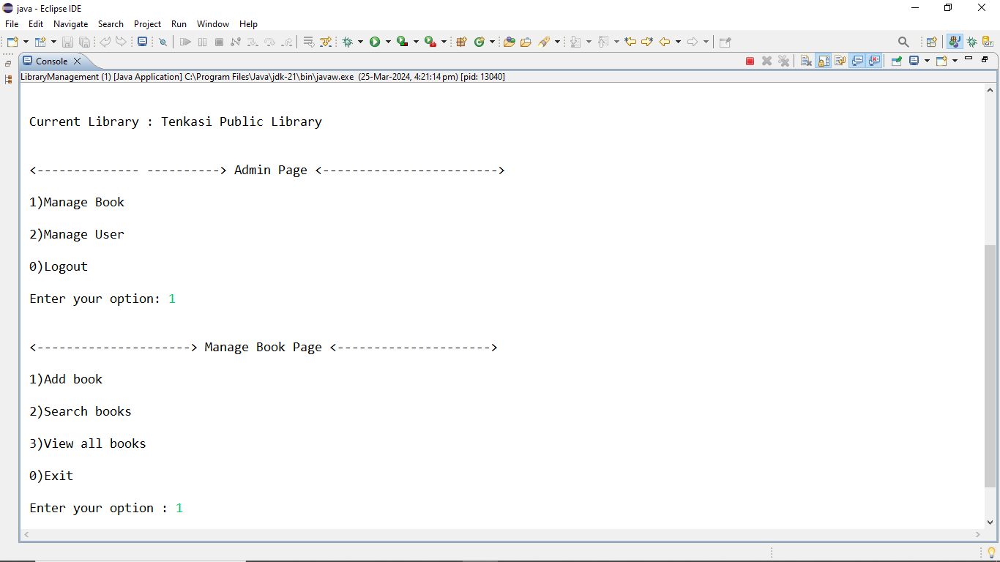 java - Eclipse IDE
File Edit Navigate Search Project Run Window Help
Console
LibraryManagement (1) [Java Application] C:\Program Files\Java\jdk-21\bin\javaw.exe (25-Mar-2024, 4:21:14 pm) [pid: 13040]
Current Library : Tenkasi Public Library
<-------------- ----------> Admin Page <------------------------>
1)Manage Book
2)Manage User
0)Logout
Enter your option: 1
<---------------------> Manage Book Page <--------------------->
1)Add book
2)Search books
3)View all books
0)Exit
Enter your option : 1